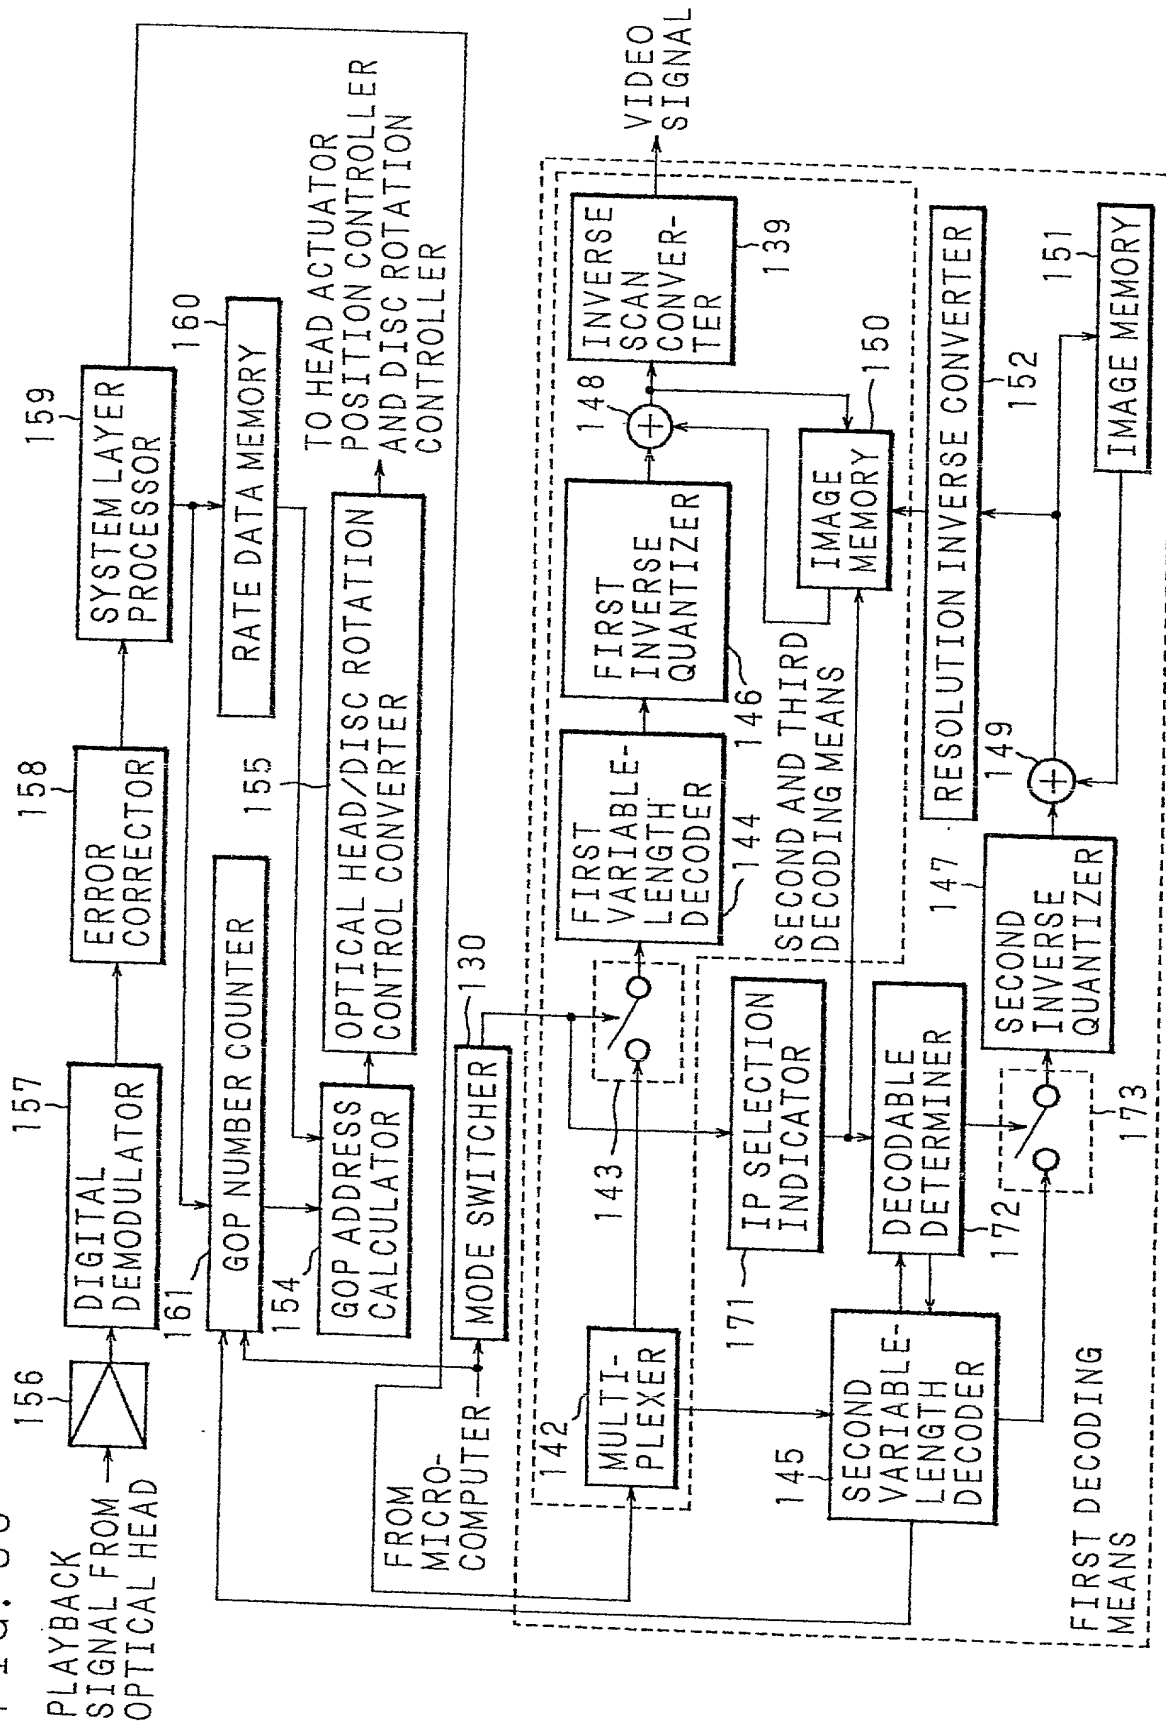 PLAYBACK
SIGNAL FROM
OPTICAL HEAD
156
157
DIGITAL
DEMODULATOR
158
ERROR
CORRECTOR
159
SYSTEM LAYER
PROCESSOR
161
GOP NUMBER COUNTER
160
RATE DATA MEMORY
154
GOP ADDRESS
CALCULATOR
155
OPTICAL HEAD/DISC ROTATION
CONTROL CONVERTER
TO HEAD ACTUATOR
POSITION CONTROLLER
AND DISC ROTATION
CONTROLLER
FROM
MICRO-
COMPUTER
MODE SWITCHER
130
142
MULTI-
PLEXER
143
FIRST
VARIABLE-
LENGTH
DECODER
144
FIRST
INVERSE
QUANTIZER
146
148
INVERSE
SCAN
CONVER-
TER
139
VIDEO
SIGNAL
SECOND AND THIRD
DECODING MEANS
IMAGE
MEMORY
150
171
IP SELECTION
INDICATOR
DECODABLE
DETERMINER
172
145
SECOND
VARIABLE-
LENGTH
DECODER
173
147
SECOND
INVERSE
QUANTIZER
149
RESOLUTION INVERSE CONVERTER
152
151
IMAGE MEMORY
FIRST DECODING
MEANS